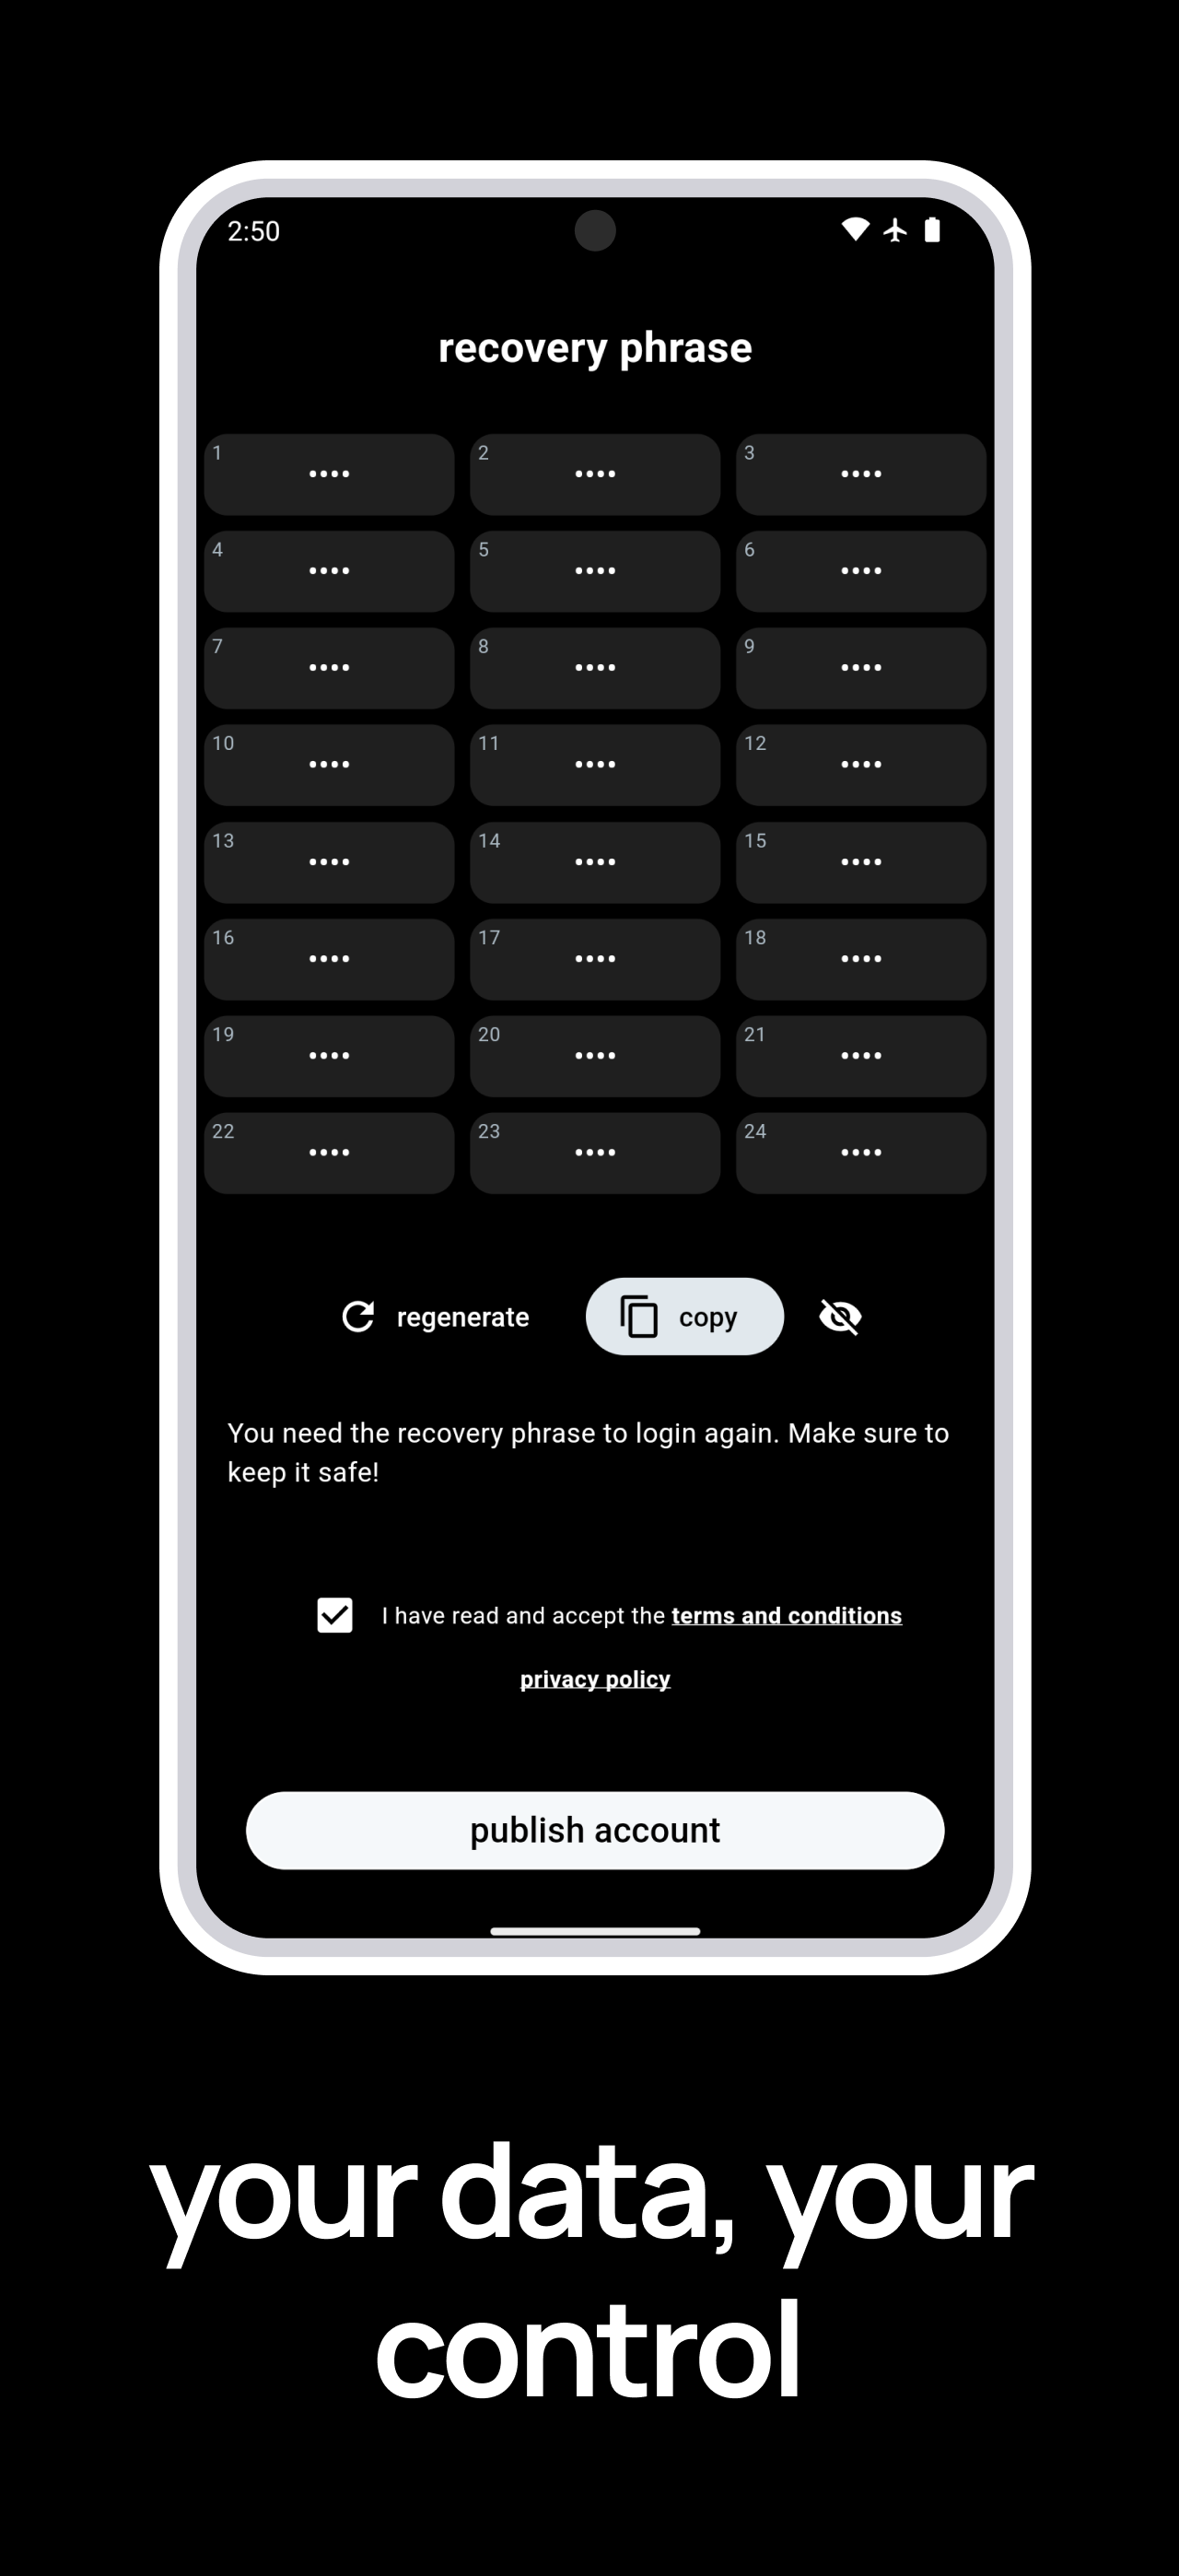 2:50
recovery phrase
1 •••• 2 •••• 3 ••••
4 •••• 5 •••• 6 ••••
7 •••• 8 •••• 9 ••••
10 •••• 11 •••• 12 ••••
13 •••• 14 •••• 15 ••••
16 •••• 17 •••• 18 ••••
19 •••• 20 •••• 21 ••••
22 •••• 23 •••• 24 ••••
regenerate copy
You need the recovery phrase to login again. Make sure to
keep it safe!
I have read and accept the terms and conditions
privacy policy
publish account
your data, your
control